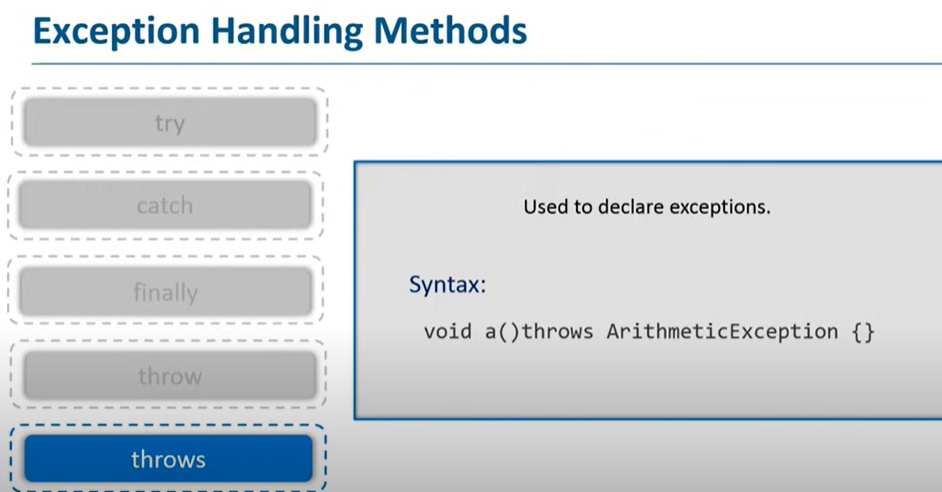 Exception Handling Methods
try
catch
finally
throw
throws
Used to declare exceptions.
Syntax:
void a()throws ArithmeticException {}